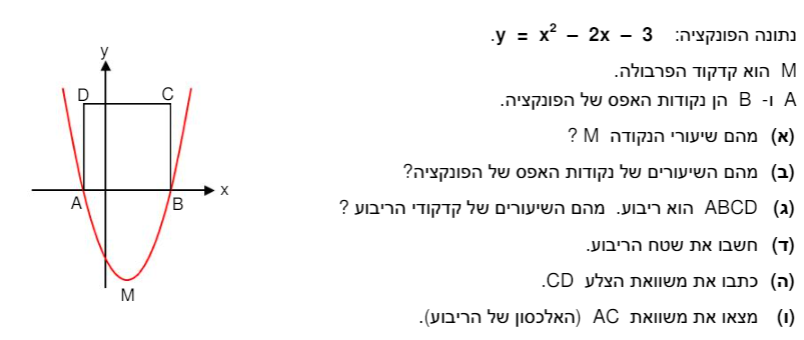 נתונה הפונקציה: y = x² – 2x – 3.
M הוא קדקוד הפרבולה.
A ו- B הן נקודות האפס של הפונקציה.
(א) מהם שיעורי הנקודה M ?
(ב) מהם השיעורים של נקודות האפס של הפונקציה?
(ג) ABCD הוא ריבוע. מהם השיעורים של קדקודי הריבוע ?
(ד) חשבו את שטח הריבוע.
(ה) כתבו את משוואת הצלע CD.
(ו) מצאו את משוואת AC (האלכסון של הריבוע).
y
D C
x
A B
M